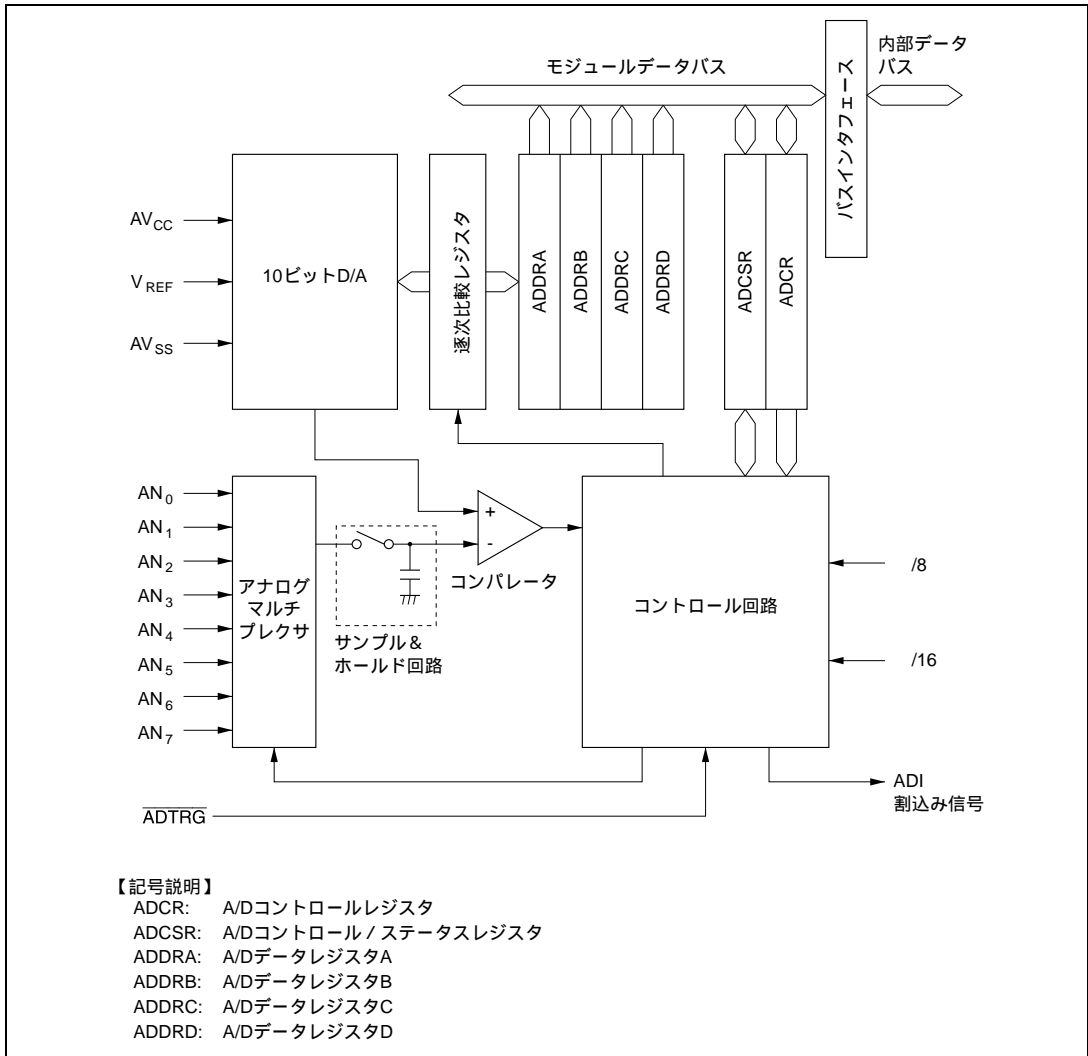 モジュールデータバス
内部データ
バス
バスインタフェース
AVCC
VREF
AVSS
10ビットD/A
逐次比較レジスタ
ADDRA
ADDRB
ADDRC
ADDRD
ADCSR
ADCR
AN0
AN1
AN2
AN3
AN4
AN5
AN6
AN7
アナログ
マルチ
プレクサ
+
-
コンパレータ
サンプル&
ホールド回路
コントロール回路
/8
/16
ADI
割込み信号
ADTRG
【記号説明】
ADCR: A/Dコントロールレジスタ
ADCSR: A/Dコントロール/ステータスレジスタ
ADDRA: A/DデータレジスタA
ADDRB: A/DデータレジスタB
ADDRC: A/DデータレジスタC
ADDRD: A/DデータレジスタD